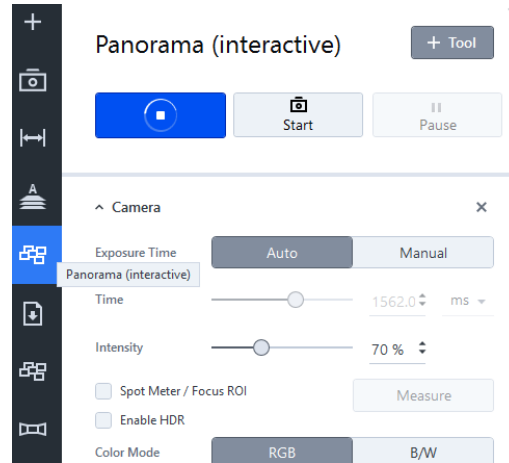 Panorama (interactive)
+ Tool
Start
Pause
A
Camera
Exposure Time
Auto
Manual
Panorama (interactive)
Time
1562.0
ms
Intensity
70 %
Spot Meter / Focus ROI
Measure
Enable HDR
Color Mode
RGB
B/W